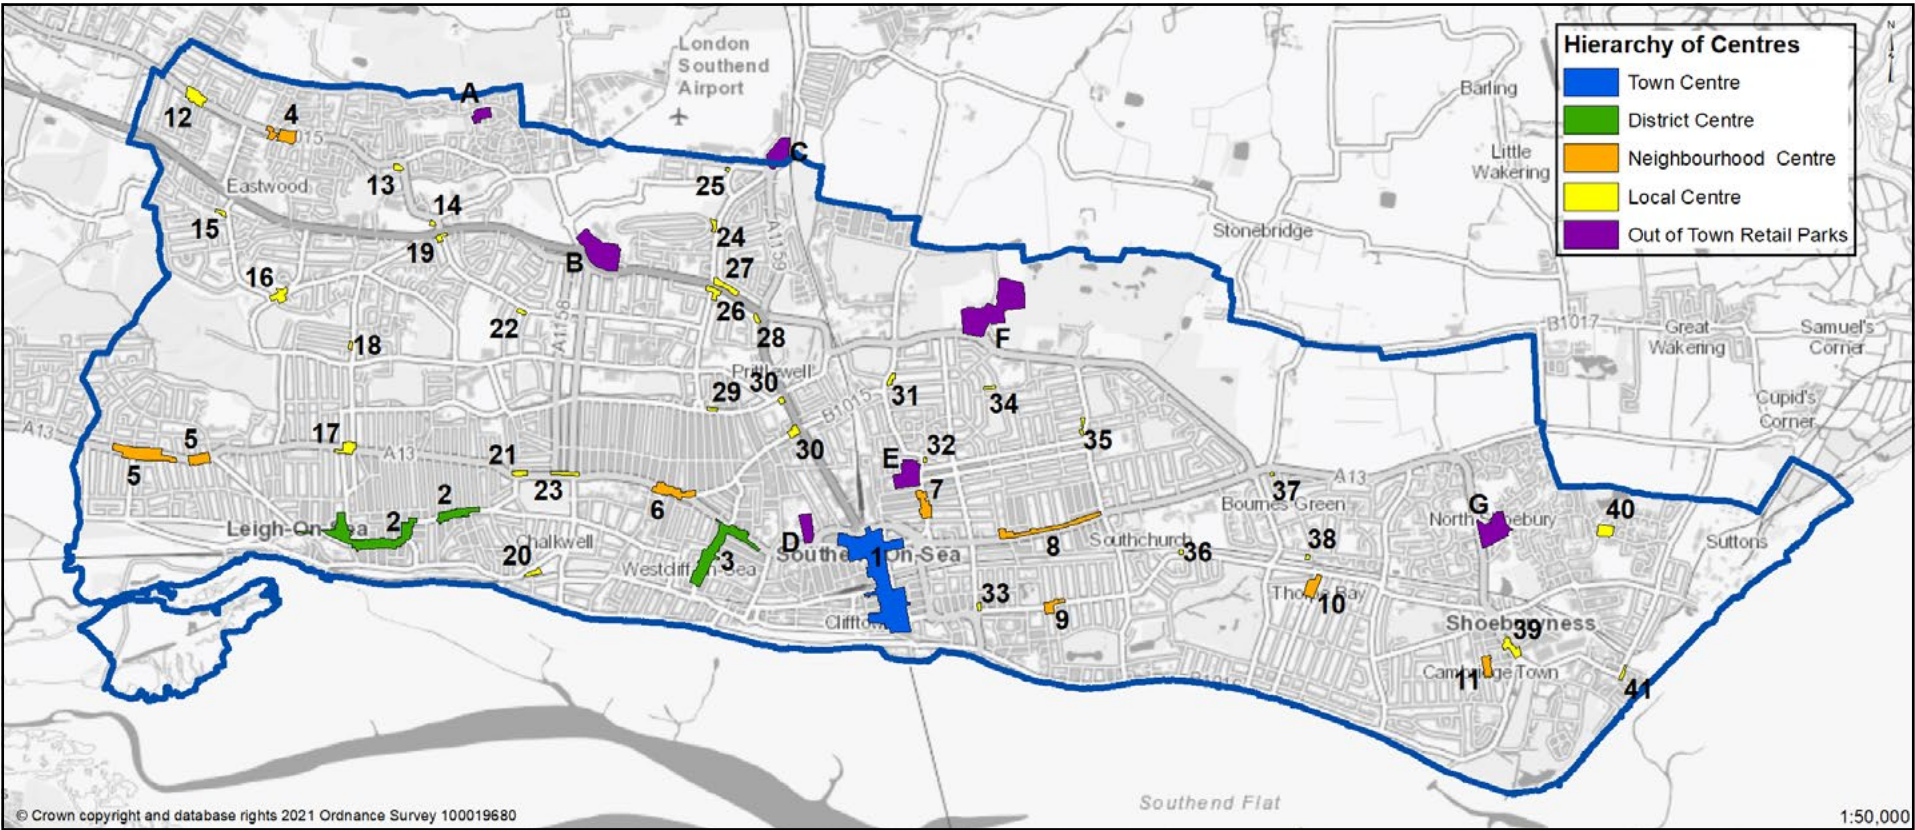 London
Southend
Airport
Hierarchy of Centres
Town Centre
District Centre
Neighbourhood Centre
Local Centre
Out of Town Retail Parks
N
Barling
Little
Wakering
Stonebridge
B1017
Great
Wakering
Samuel's
Corner
Cupid's
Corner
A
12
4
15
C
13
Eastwood
25
14
15
19
24
A1159
B
27
16
26
28
22
A1158
F
18
Prittlewell
30
29
31
34
B1015
A13
5
17
A13
30
35
32
5
21
23
E
7
A13
37
2
2
6
Bournes Green
G
North Shoebury
40
Leigh-On-Sea
Chalkwell
D
Southend-On-Sea
1
8
Southchurch
36
38
Suttons
20
Westcliff-on-Sea
3
33
9
Thorpe Bay
10
Clifftown
Shoeburyness
39
11
Cambridge Town
41
B1016
Southend Flat
© Crown copyright and database rights 2021 Ordnance Survey 100019680
1:50,000